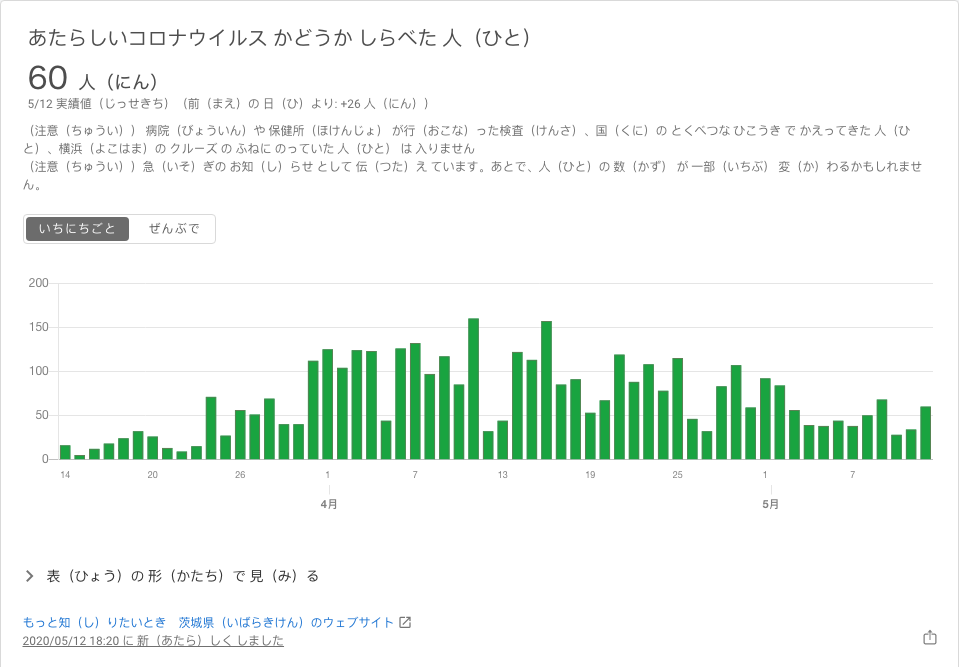 あたらしいコロナウイルス かどうか しらべた 人（ひと）
60 人（にん）
5/12 実績値（じっせきち）（前（まえ）の 日（ひ）より: +26 人（にん））
（注意（ちゅうい）） 病院（びょういん）や 保健所（ほけんじょ） が行（おこな）った検査（けんさ）、国（くに）の とくべつな ひこうき で かえってきた 人（ひ
と）、横浜（よこはま）の クルーズ の ふねに のっていた 人（ひと） は 入りません
（注意（ちゅうい））急（いそ）ぎの お知（し）らせ として 伝（つた）え ています。あとで、人（ひと）の 数（かず） が 一部（いちぶ） 変（か）わるかもしれませ
ん。
いちにちごと ぜんぶで
200
150
100
50
0
14 20 26 1 7 13 19 25 1 7
4月 5月
表（ひょう）の 形（かたち）で 見（み）る
もっと知（し）りたいとき　茨城県（いばらきけん）のウェブサイト
2020/05/12 18:20 に 新（あたら）しく しました